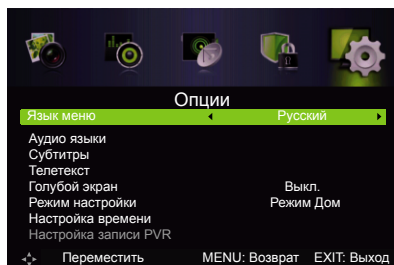 Опции
Язык меню Русский
Аудио языки
Субтитры
Телетекст
Голубой экран Выкл.
Режим настройки Режим Дом
Настройка времени
Настройка записи PVR
Переместить MENU: Возврат EXIT: Выход